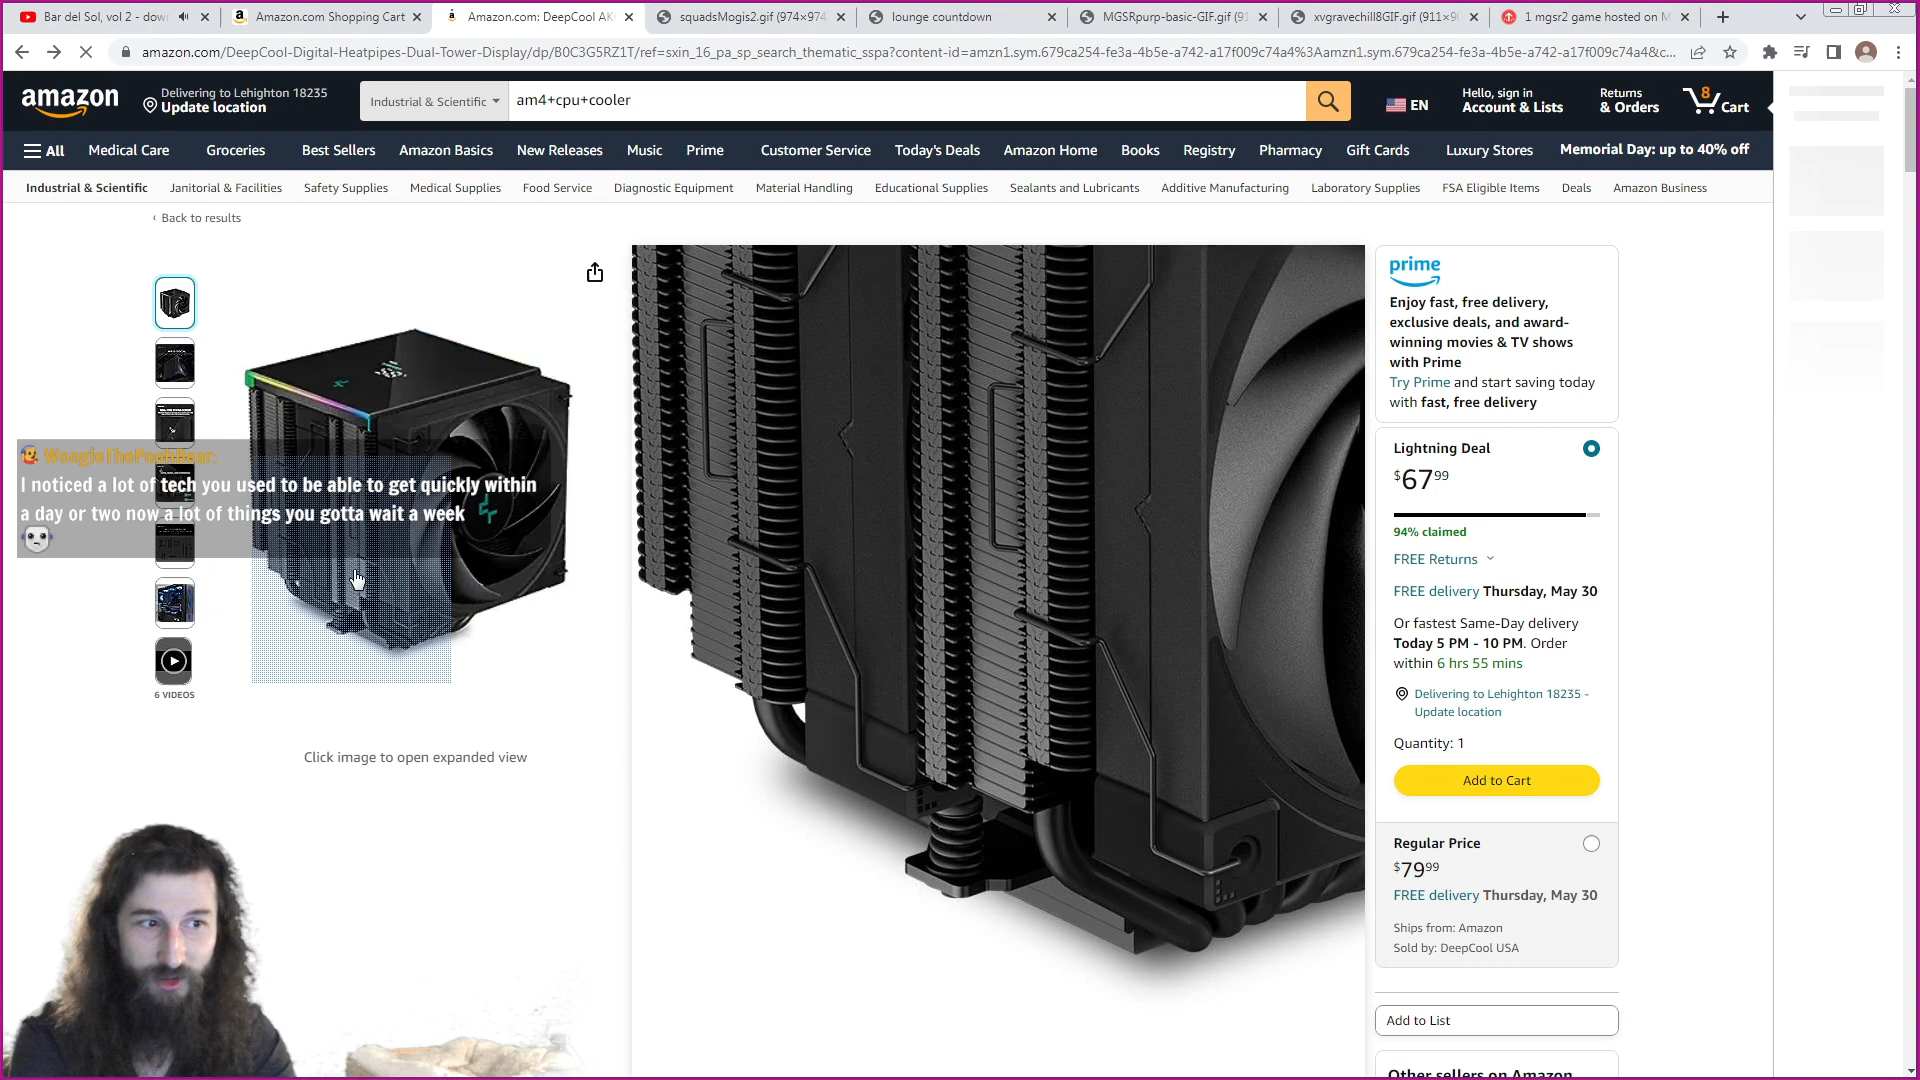 Bar del Sol, vol 2 - dow
Amazon.com Shopping Cart
Amazon.com: DeepCool AK
squadsMogis2.gif (974×974
lounge countdown
MGSRpurp-basic-GIF.gif (91
xvgravechill8GIF.gif (911×90
1 mgsr2 game hosted on M
amazon.com/DeepCool-Digital-Heatpipes-Dual-Tower-Display/dp/B0C3G5RZ1T/ref=sxin_16_pa_sp_search_thematic_sspa?content-id=amzn1.sym.679ca254-fe3a-4b5e-a742-a17f009c74a4%3Aamzn1.sym.679ca254-fe3a-4b5e-a742-a17f009c74a4&c...
amazon
Delivering to Lehighton 18235
Update location
Industrial & Scientific
am4+cpu+cooler
EN
Hello, sign in
Account & Lists
Returns
& Orders
8
Cart
All
Medical Care
Groceries
Best Sellers
Amazon Basics
New Releases
Music
Prime
Customer Service
Today's Deals
Amazon Home
Books
Registry
Pharmacy
Gift Cards
Luxury Stores
Memorial Day: up to 40% off
Industrial & Scientific
Janitorial & Facilities
Safety Supplies
Medical Supplies
Food Service
Diagnostic Equipment
Material Handling
Educational Supplies
Sealants and Lubricants
Additive Manufacturing
Laboratory Supplies
FSA Eligible Items
Deals
Amazon Business
‹ Back to results
WoogieThePoohBear:
I noticed a lot of tech you used to be able to get quickly within
a day or two now a lot of things you gotta wait a week
6 VIDEOS
Click image to open expanded view
prime
Enjoy fast, free delivery,
exclusive deals, and award-
winning movies & TV shows
with Prime
Try Prime and start saving today
with fast, free delivery
Lightning Deal
$67 99
94% claimed
FREE Returns
FREE delivery Thursday, May 30
Or fastest Same-Day delivery
Today 5 PM - 10 PM. Order
within 6 hrs 55 mins
Delivering to Lehighton 18235 -
Update location
Quantity: 1
Add to Cart
Regular Price
$79 99
FREE delivery Thursday, May 30
Ships from: Amazon
Sold by: DeepCool USA
Add to List
Other sellers on Amazon